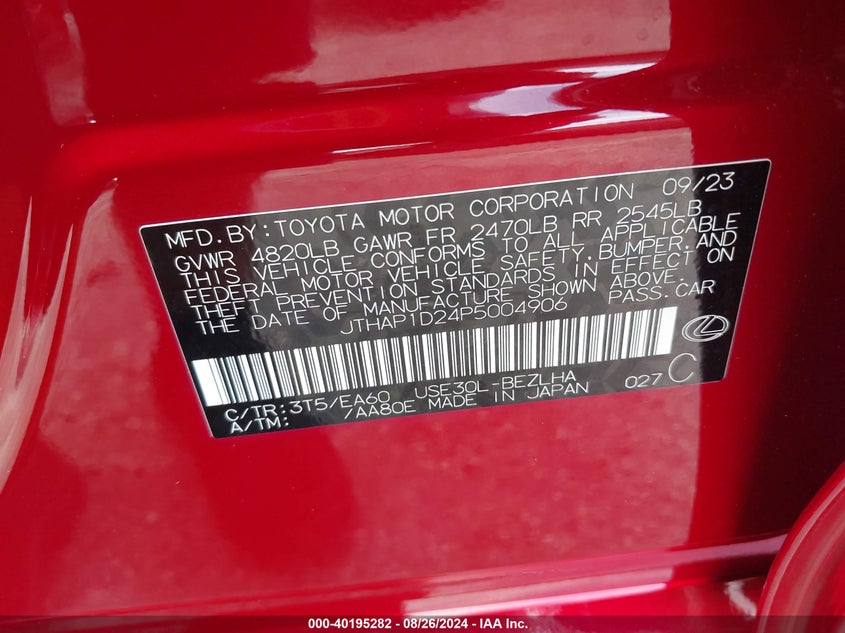 MFD.BY:TOYOTA MOTOR CORPORATION 09/23
GVWR 4820LB GAWR FR 2470LB RR 2545LB
THIS VEHICLE CONFORMS TO ALL APPLICABLE
FEDERAL MOTOR VEHICLE SAFETY.BUMPER.AND
THEFT PREVENTION STANDARDS IN EFFECT ON
THE DATE OF MANUFACTURE SHOWN ABOVE.
JTHAP1D24P5004906 PASS.CAR
C/TR:3T5/EA60 USE30L-BEZLHA 027 C
A/TM: /AA80E MADE IN JAPAN
000-40195282 - 08/26/2024 - IAA Inc.